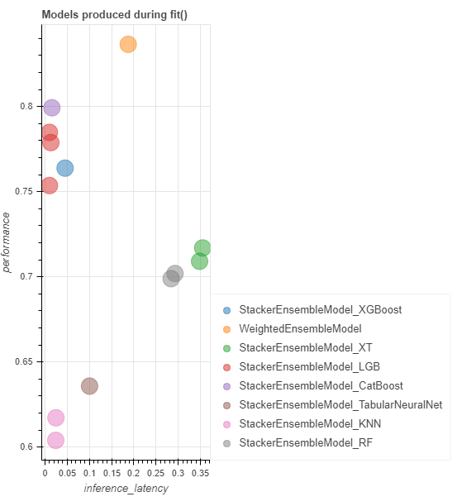 Models produced during fit()
0.8
0.75
0.7
0.65
0.6
performance
0 0.05 0.1 0.15 0.2 0.25 0.3 0.35
inference_latency
StackerEnsembleModel_XGBoost
WeightedEnsembleModel
StackerEnsembleModel_XT
StackerEnsembleModel_LGB
StackerEnsembleModel_CatBoost
StackerEnsembleModel_TabularNeuralNet
StackerEnsembleModel_KNN
StackerEnsembleModel_RF